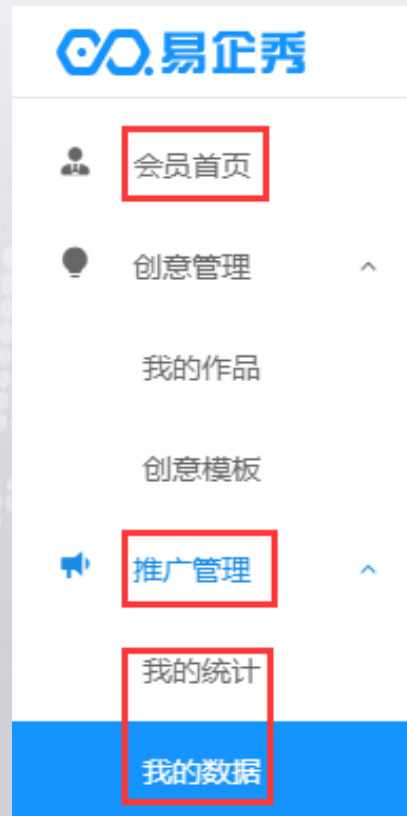 易企秀
会员首页
创意管理
我的作品
创意模板
推广管理
我的统计
我的数据